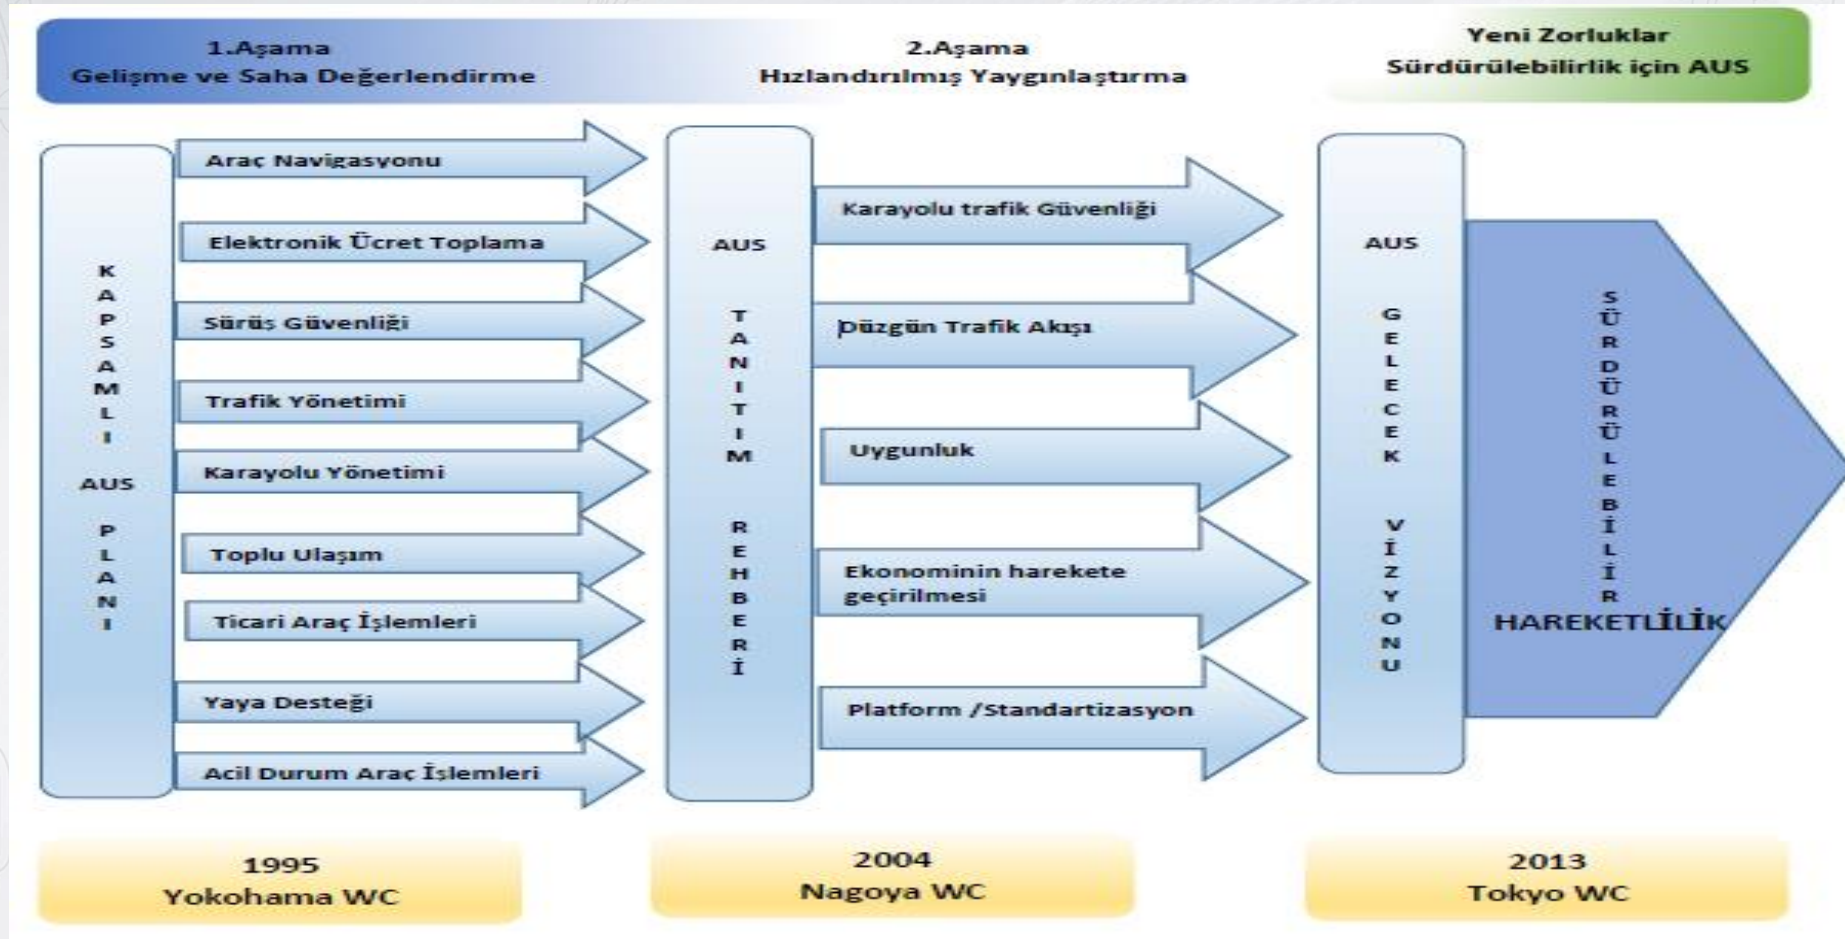 1.Aşama
Gelişme ve Saha Değerlendirme
2.Aşama
Hızlandırılmış Yaygınlaştırma
Yeni Zorluklar
Sürdürülebilirlik için AUS
KAPSAMLI
AUS
PLANI
Araç Navigasyonu
Elektronik Ücret Toplama
Sürüş Güvenliği
Trafik Yönetimi
Karayolu Yönetimi
Toplu Ulaşım
Ticari Araç İşlemleri
Yaya Desteği
Acil Durum Araç İşlemleri
AUS
TANITIM
REHBERİ
Karayolu trafik Güvenliği
Düzgün Trafik Akışı
Uygunluk
Ekonominin harekete
geçirilmesi
Platform /Standartizasyon
AUS
GELECEK
VİZYONU
SÜRDÜRÜLEBİLİR
HAREKETLİLİK
1995
Yokohama WC
2004
Nagoya WC
2013
Tokyo WC